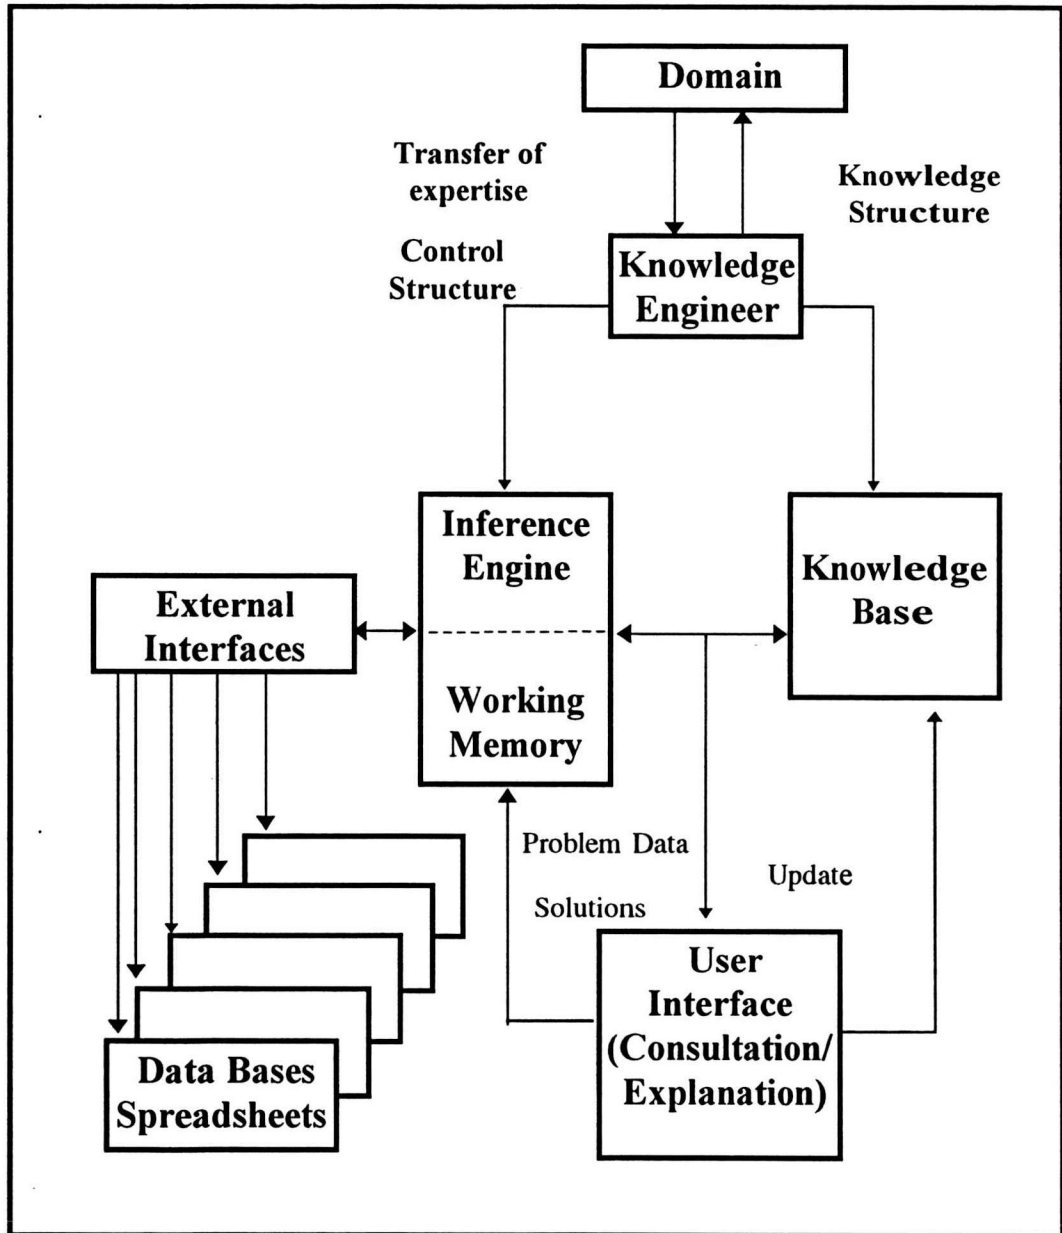 Domain
Transfer of
expertise
Knowledge
Structure
Control
Structure
Knowledge
Engineer
Inference
Engine
Working
Memory
Knowledge
Base
External
Interfaces
Problem Data
Solutions
Update
User
Interface
(Consultation/
Explanation)
Data Bases
Spreadsheets